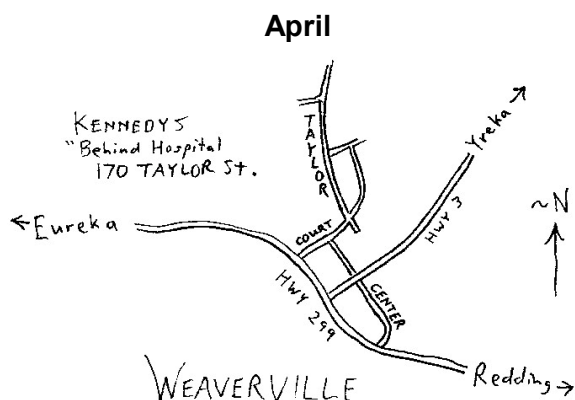 April
KENNEDYS
"Behind Hospital
170 TAYLOR St.
TAYLOR
Yreka
~N
← Eureka
COURT
HWY 3
HWY 299
CENTER
WEAVERVILLE
Redding →